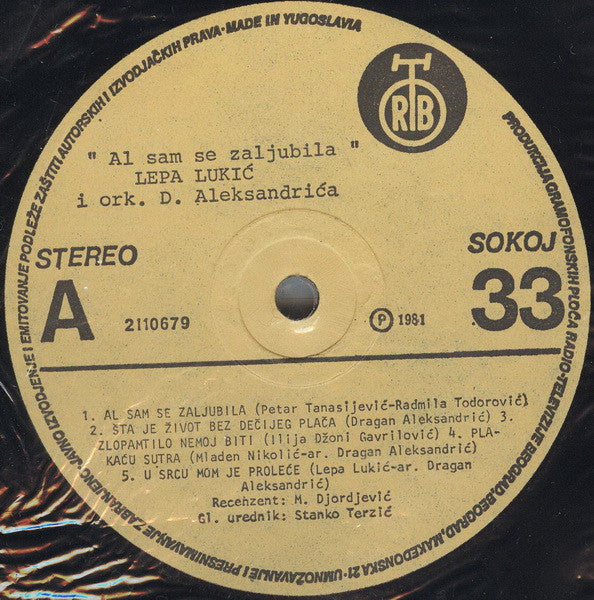 JAVNO IZVODJENJE I EMITOVANJE PODLEŽE ZAŠTITI AUTORSKIH I IZVODJAČKIH PRAVA · MADE IN YUGOSLAVIA
RTB
" Al sam se zaljubila "
LEPA LUKIĆ
i ork. D. Aleksandrića
STEREO
SOKOJ
A
33
2110679
P 1981
1. AL SAM SE ZALJUBILA (Petar Tanasijević-Radmila Todorović)
2. ŠTA JE ŽIVOT BEZ DEČIJEG PLAČA (Dragan Aleksandrić) 3.
ZLOPAMTILO NEMOJ BITI (Ilija Džoni Gavrilović) 4. PLA-
KAĆU SUTRA (Mladen Nikolić-ar. Dragan Aleksandrić)
5. U SRCU MOM JE PROLEĆE (Lepa Lukić-ar. Dragan
Aleksandrić)
Recehzent: M. Djordjević
Gl. urednik: Stanko Terzić
PRODUKCIJA GRAMOFONSKIH PLOČA RADIO-TELEVIZIJE BEOGRAD, BEOGRAD, MAKEDONSKA 21 · UMNOŽAVANJE I PRESNIMAVANJE ZABRANJENO ·